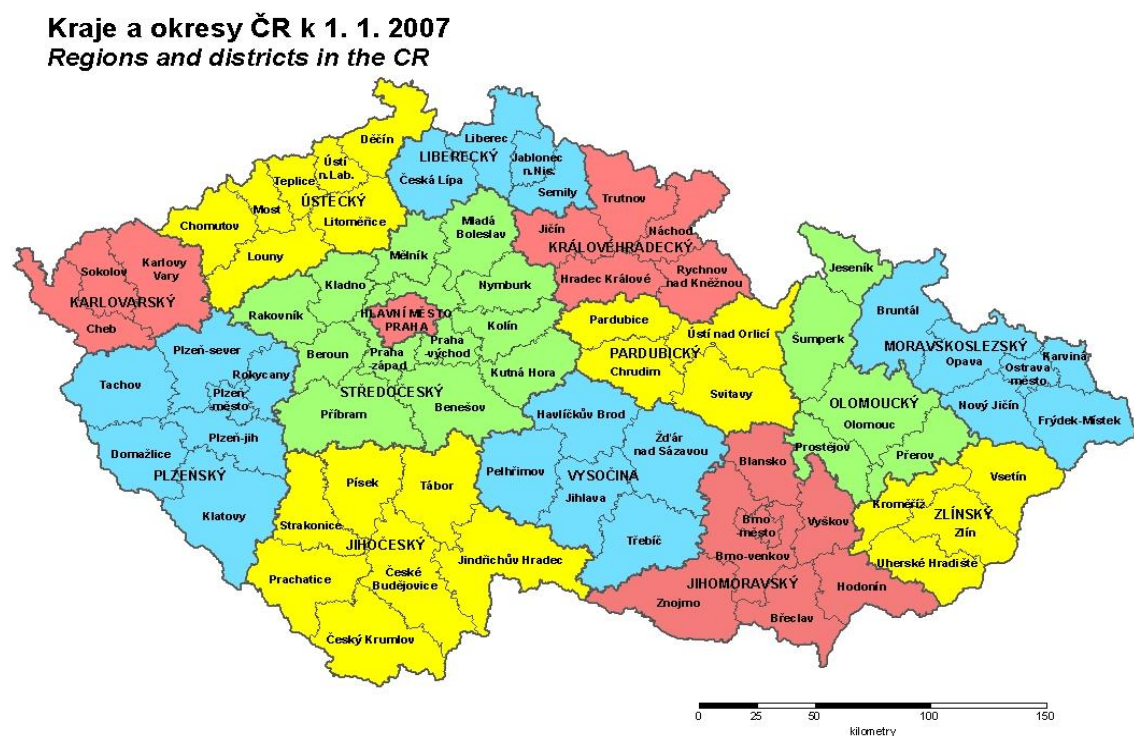 Kraje a okresy ČR k 1. 1. 2007
Regions and districts in the CR
Děčín
Ústí
n.Lab.
Teplice
ÚSTECKÝ
Most
Litoměřice
Chomutov
Louny
Liberec
LIBERECKÝ
Jablonec
n.Nis.
Česká Lípa
Semily
Trutnov
Jičín
Náchod
KRÁLOVÉHRADECKÝ
Hradec Králové
Rychnov
nad Kněžnou
Karlovy
Vary
Sokolov
KARLOVARSKÝ
Cheb
Mladá
Boleslav
Mělník
Kladno
Nymburk
Rakovník
HLAVNÍ MĚSTO
PRAHA
Kolín
Beroun
Praha
-západ
Praha
-východ
Kutná Hora
STŘEDOČESKÝ
Příbram
Benešov
Plzeň-sever
Rokycany
Tachov
Plzeň
-město
Plzeň-jih
Domažlice
PLZEŇSKÝ
Klatovy
Pardubice
Ústí nad Orlicí
PARDUBICKÝ
Chrudim
Svitavy
Jeseník
Šumperk
OLOMOUCKÝ
Olomouc
Prostějov
Přerov
Bruntál
MORAVSKOSLEZSKÝ
Opava
Karviná
Ostrava
-město
Nový Jičín
Frýdek-Místek
Havlíčkův Brod
Žďár
nad Sázavou
Pelhřimov
VYSOČINA
Jihlava
Třebíč
Písek
Tábor
Strakonice
JIHOČESKÝ
Jindřichův Hradec
Prachatice
České
Budějovice
Český Krumlov
Blansko
Brno
-město
Vyškov
Brno-venkov
JIHOMORAVSKÝ
Hodonín
Znojmo
Břeclav
Vsetín
Kroměříž
ZLÍNSKÝ
Zlín
Uherské Hradiště
0 25 50 100 150
kilometry